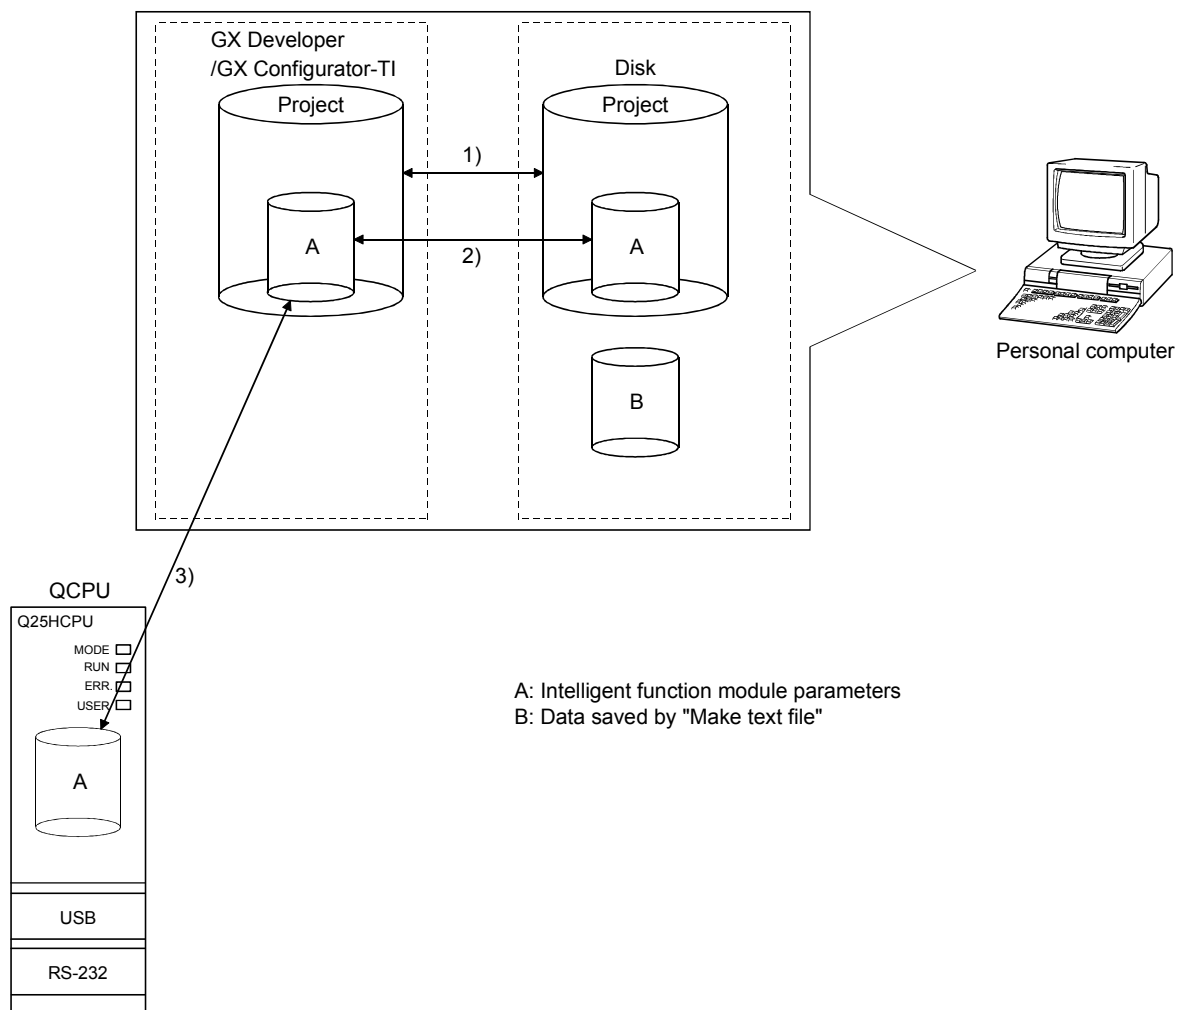 GX Developer
/GX Configurator-TI
Project
A
Disk
Project
A
B
1)
2)
Personal computer
3)
QCPU
Q25HCPU
MODE
RUN
ERR.
USER
A
USB
RS-232
A: Intelligent function module parameters
B: Data saved by "Make text file"